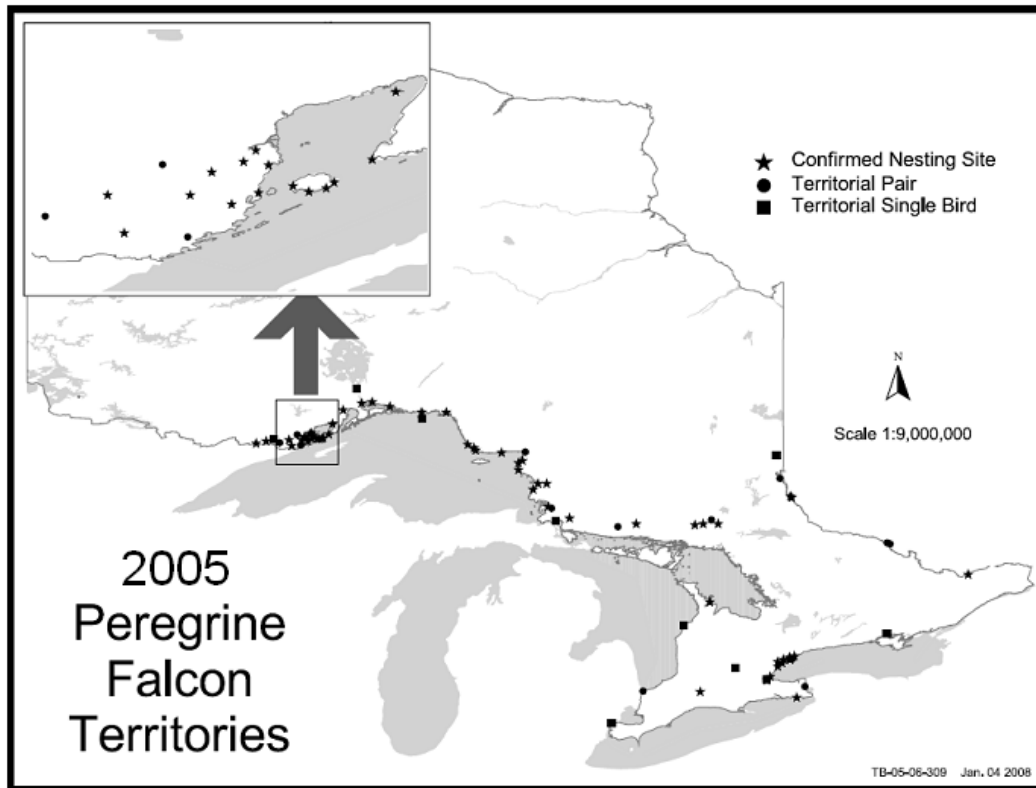 Confirmed Nesting Site
Territorial Pair
Territorial Single Bird
N
Scale 1:9,000,000
2005
Peregrine
Falcon
Territories
TB-05-06-309 Jan. 04 2008